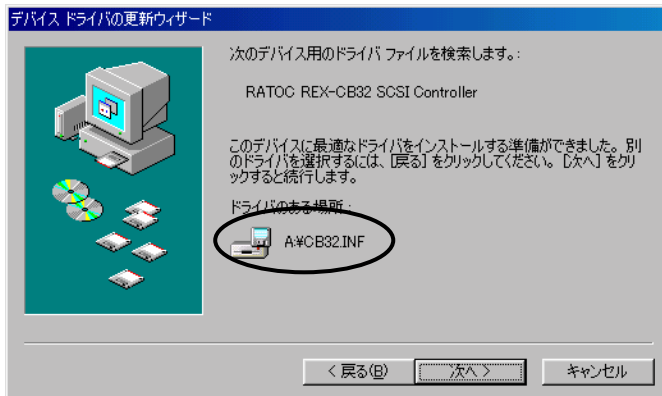 デバイス ドライバの更新ウィザード
次のデバイス用のドライバ ファイルを検索します。:
RATOC REX-CB32 SCSI Controller
このデバイスに最適なドライバをインストールする準備ができました。別
のドライバを選択するには、[戻る] をクリックしてください。[次へ] をクリ
ックすると続行します。
ドライバのある場所:
A:¥CB32.INF
< 戻る(B)
次へ >
キャンセル